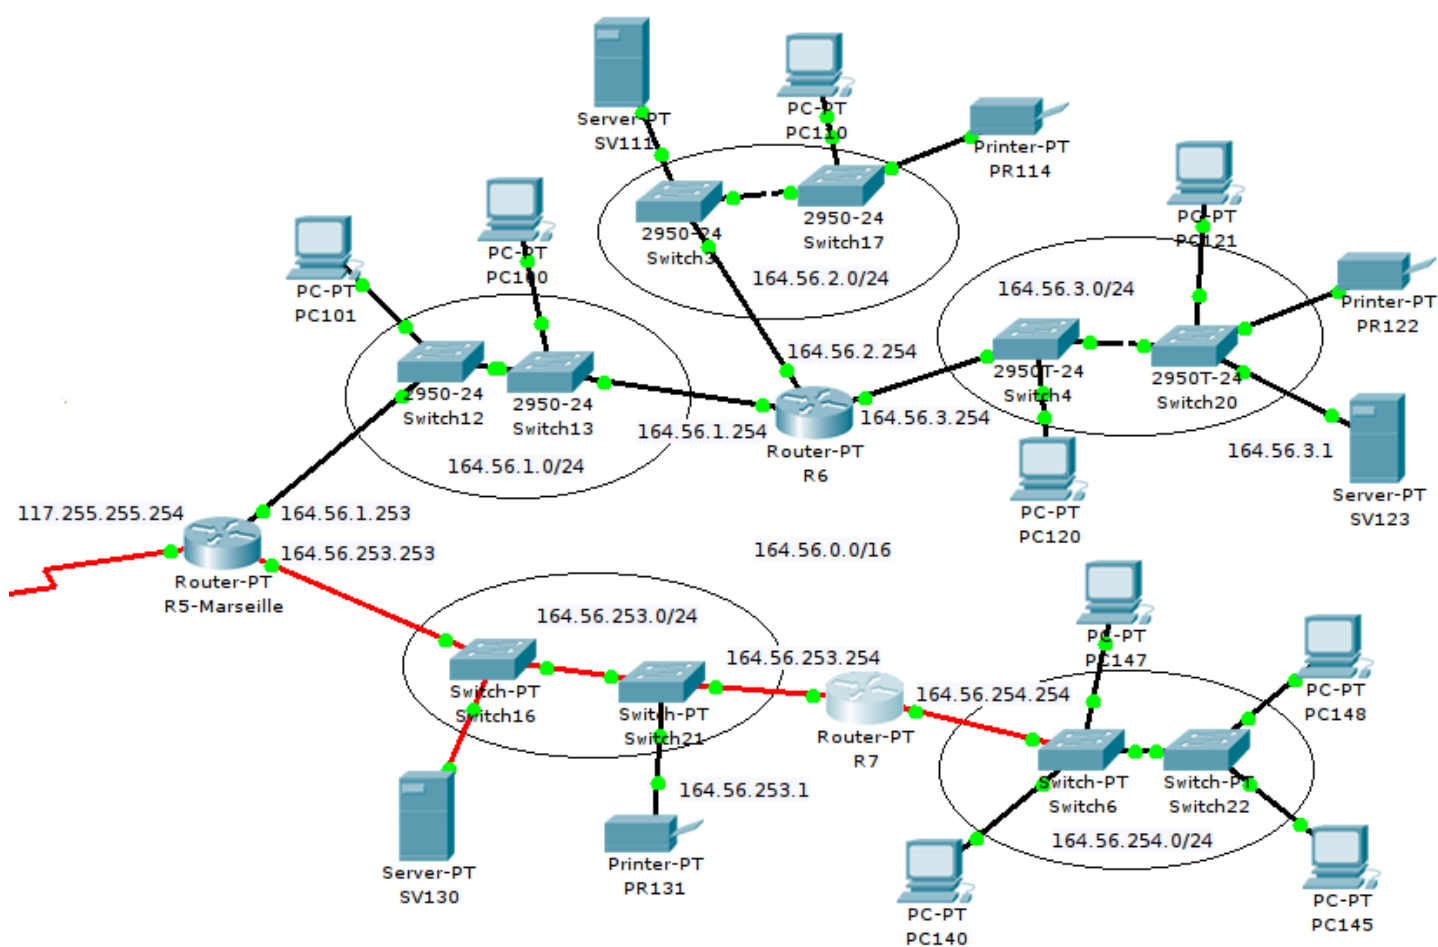 Server-PT
SV111
PC-PT
PC110
Printer-PT
PR114
2950-24
Switch3
2950-24
Switch17
164.56.2.0/24
PC-PT
PC121
Printer-PT
PR122
PC-PT
PC100
PC-PT
PC101
164.56.3.0/24
2950T-24
Switch4
2950T-24
Switch20
164.56.2.254
2950-24
Switch12
2950-24
Switch13
164.56.1.254
164.56.3.254
Router-PT
R6
164.56.1.0/24
164.56.3.1
Server-PT
SV123
PC-PT
PC120
117.255.255.254
164.56.1.253
164.56.253.253
Router-PT
R5-Marseille
164.56.0.0/16
164.56.253.0/24
164.56.253.254
Switch-PT
Switch16
Switch-PT
Switch21
164.56.254.254
Router-PT
R7
PC-PT
PC147
PC-PT
PC148
Switch-PT
Switch6
Switch-PT
Switch22
164.56.253.1
164.56.254.0/24
Server-PT
SV130
Printer-PT
PR131
PC-PT
PC140
PC-PT
PC145